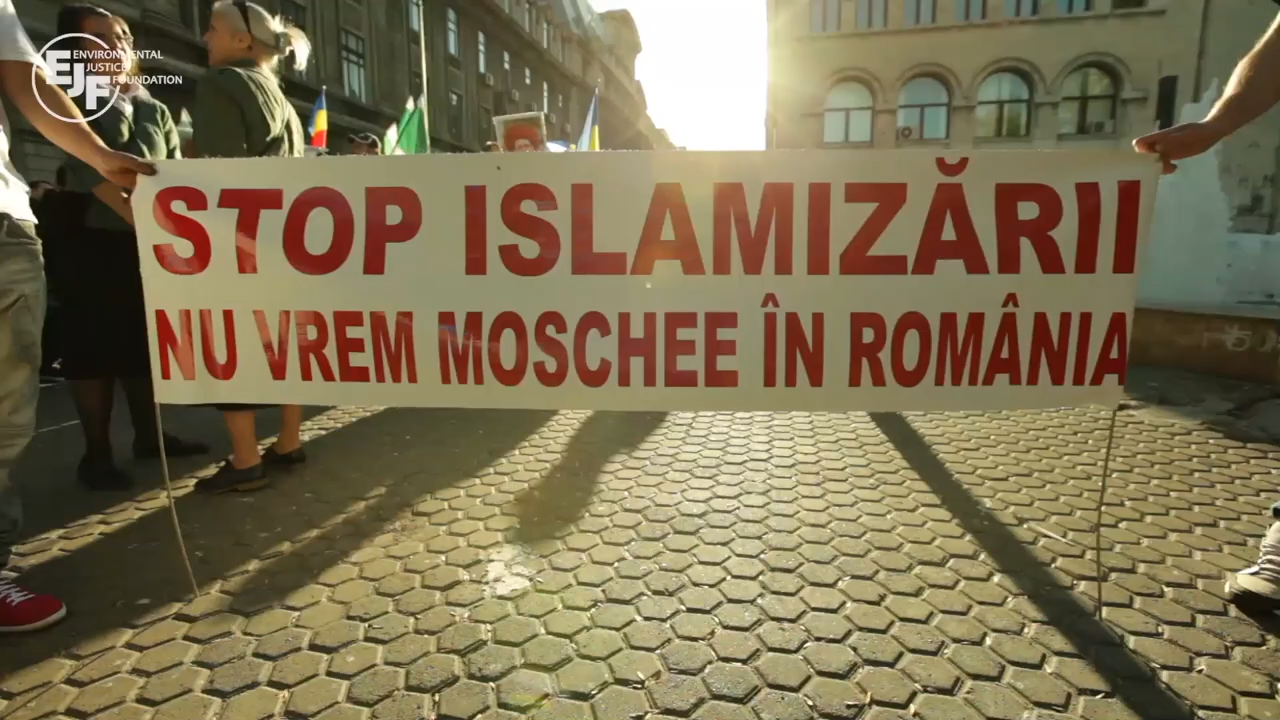 EJF
ENVIRONMENTAL
JUSTICE
FOUNDATION
STOP ISLAMIZĂRII
NU VREM MOSCHEE ÎN ROMÂNIA